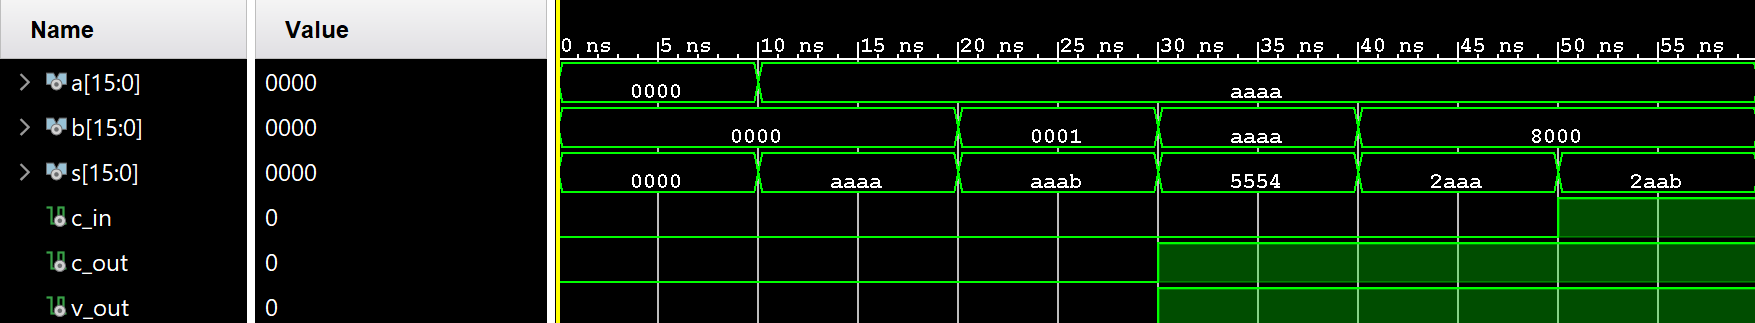 Name Value
0 ns 5 ns 10 ns 15 ns 20 ns 25 ns 30 ns 35 ns 40 ns 45 ns 50 ns 55 ns
a[15:0] 0000 0000 aaaa
b[15:0] 0000 0000 0001 aaaa 8000
s[15:0] 0000 0000 aaaa aaab 5554 2aaa 2aab
c_in 0
c_out 0
v_out 0